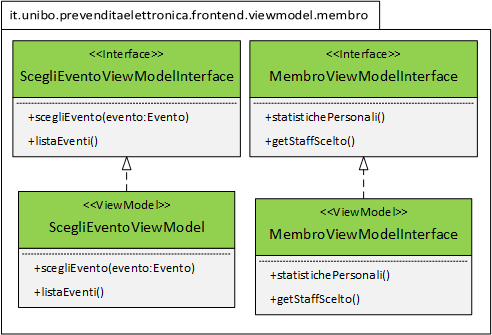 it.unibo.prevenditaelettronica.frontend.viewmodel.membro
<<Interface>>
ScegliEventoViewModelInterface
+scegliEvento(evento:Evento)
+listaEventi()
<<Interface>>
MembroViewModelInterface
+statistichePersonali()
+getStaffScelto()
<<ViewModel>>
ScegliEventoViewModel
+scegliEvento(evento:Evento)
+listaEventi()
<<ViewModel>>
MembroViewModelInterface
+statistichePersonali()
+getStaffScelto()